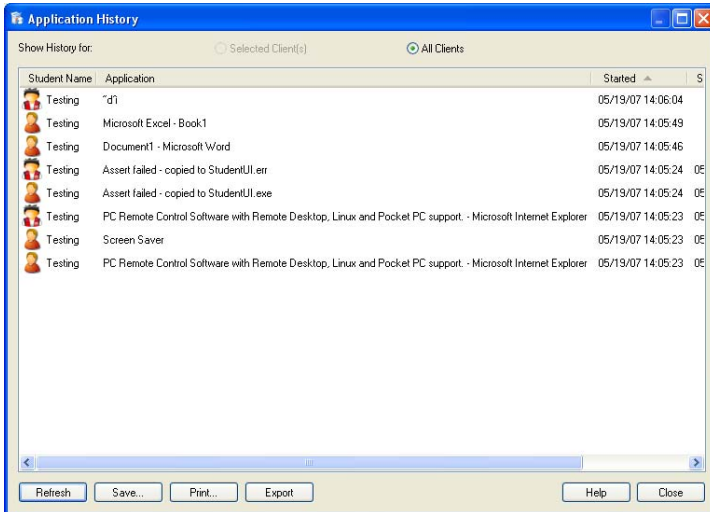 Application History
Show History for: Selected Client(s) All Clients
Student Name Application Started S
Testing 05/19/07 14:06:04
Testing Microsoft Excel - Book1 05/19/07 14:05:49
Testing Document1 - Microsoft Word 05/19/07 14:05:46
Testing Assert failed - copied to StudentUI.err 05/19/07 14:05:24 05
Testing Assert failed - copied to StudentUI.exe 05/19/07 14:05:24 05
Testing PC Remote Control Software with Remote Desktop, Linux and Pocket PC support. - Microsoft Internet Explorer 05/19/07 14:05:23 05
Testing Screen Saver 05/19/07 14:05:23 05
Testing PC Remote Control Software with Remote Desktop, Linux and Pocket PC support. - Microsoft Internet Explorer 05/19/07 14:05:23 05
Refresh Save... Print... Export Help Close